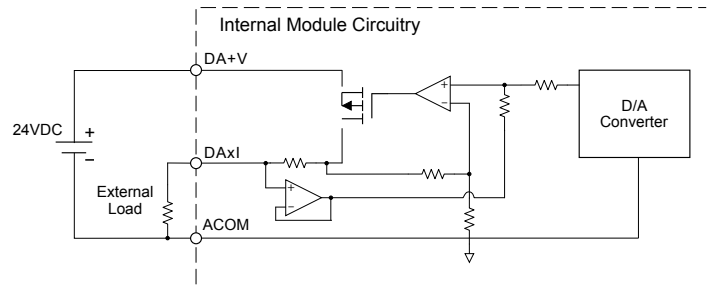 Internal Module Circuitry
DA+V
+
−
D/A
Converter
24VDC
+
−
DAxI
+
−
External
Load
ACOM